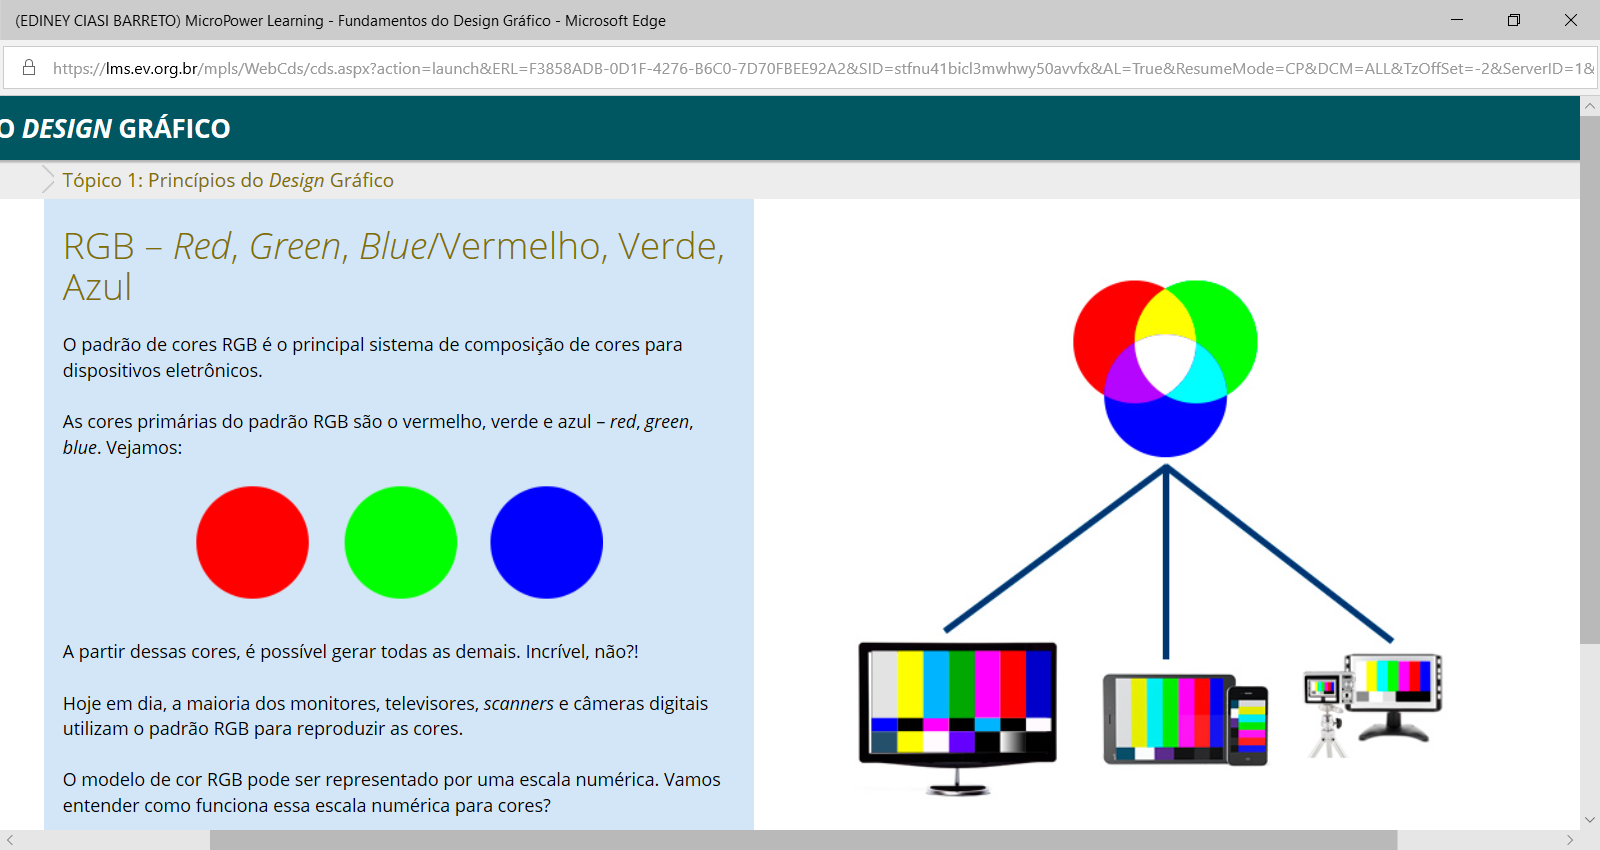 (EDINEY CIASI BARRETO) MicroPower Learning - Fundamentos do Design Gráfico - Microsoft Edge
https://lms.ev.org.br/mpls/WebCds/cds.aspx?action=launch&ERL=F3858ADB-0D1F-4276-B6C0-7D70FBEE92A2&SID=stfnu41bicl3mwhwy50avvfx&AL=True&ResumeMode=CP&DCM=ALL&TzOffSet=-2&ServerID=1&
O DESIGN GRÁFICO
Tópico 1: Princípios do Design Gráfico
RGB – Red, Green, Blue/Vermelho, Verde,
Azul
O padrão de cores RGB é o principal sistema de composição de cores para
dispositivos eletrônicos.
As cores primárias do padrão RGB são o vermelho, verde e azul – red, green,
blue. Vejamos:
A partir dessas cores, é possível gerar todas as demais. Incrível, não?!
Hoje em dia, a maioria dos monitores, televisores, scanners e câmeras digitais
utilizam o padrão RGB para reproduzir as cores.
O modelo de cor RGB pode ser representado por uma escala numérica. Vamos
entender como funciona essa escala numérica para cores?